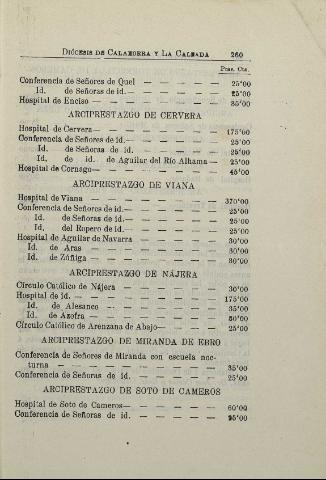 DIÓCESIS DE CALAHORRA Y LA CALZADA 260
Ptas. Cts.
Conferencia de Señores de Quel — — — — — 25'00
Id. de Señoras de id.— — — — — 25'00
Hospital de Enciso — — — — — — — 35'00
ARCIPRESTAZGO DE CERVERA
Hospital de Cervera— — — — — — — 175'00
Conferencia de Señores de id.— — — — — 25'00
Id. de Señoras de id. — — — — 25'00
Id. de id. de Aguilar del Río Alhama — 25'00
Hospital de Cornago— — — — — — — 45'00
ARCIPRESTAZGO DE VIANA
Hospital de Viana — — — — — — — 370'00
Conferencia de Señores de id.— — — — — 25'00
Id. de Señoras de id.— — — — — 25'00
Id. del Ropero de id.— — — — — 25'00
Hospital de Aguilar de Navarra — — — — — 30'00
Id. de Aras — — — — — — — 30'00
Id. de Zúñiga — — — — — — — 30'00
ARCIPRESTAZGO DE NÁJERA
Círculo Católico de Nájera — — — — — 30'00
Hospital de id. — — — — — — — 175'00
Id. de Alesanco — — — — — — 35'00
Id. de Azofra — — — — — — 50'00
Círculo Católico de Arenzana de Abajo— — — — 25'00
ARCIPRESTAZGO DE MIRANDA DE EBRO
Conferencia de Señores de Miranda con escuela noc-
turna — — — — — — — — 35'00
Conferencia de Señoras de id. — — — — — 25'00
ARCIPRESTAZGO DE SOTO DE CAMEROS
Hospital de Soto de Cameros— — — — — — 60'00
Conferencia de Señoras de id. — — — — — 25'00